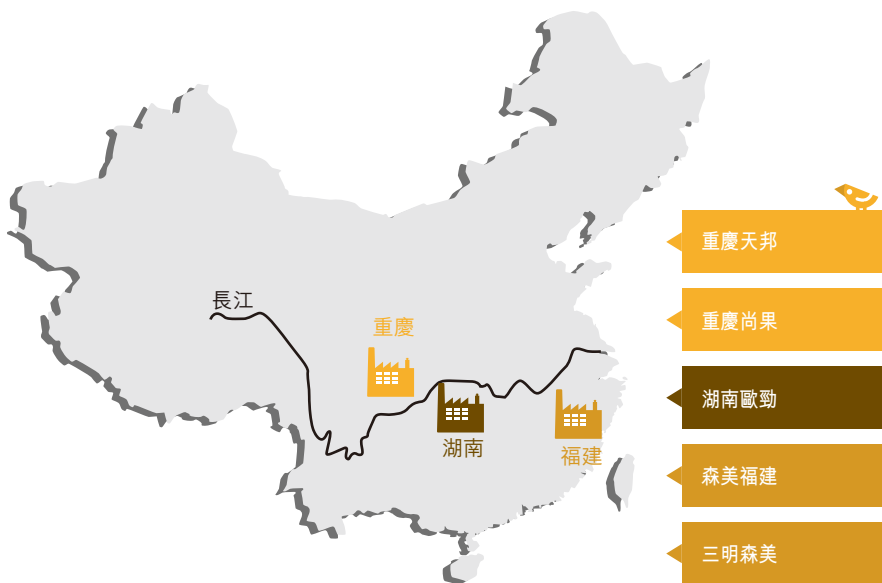 長江
重慶
湖南
福建
重慶天邦
重慶尚果
湖南歐勁
森美福建
三明森美